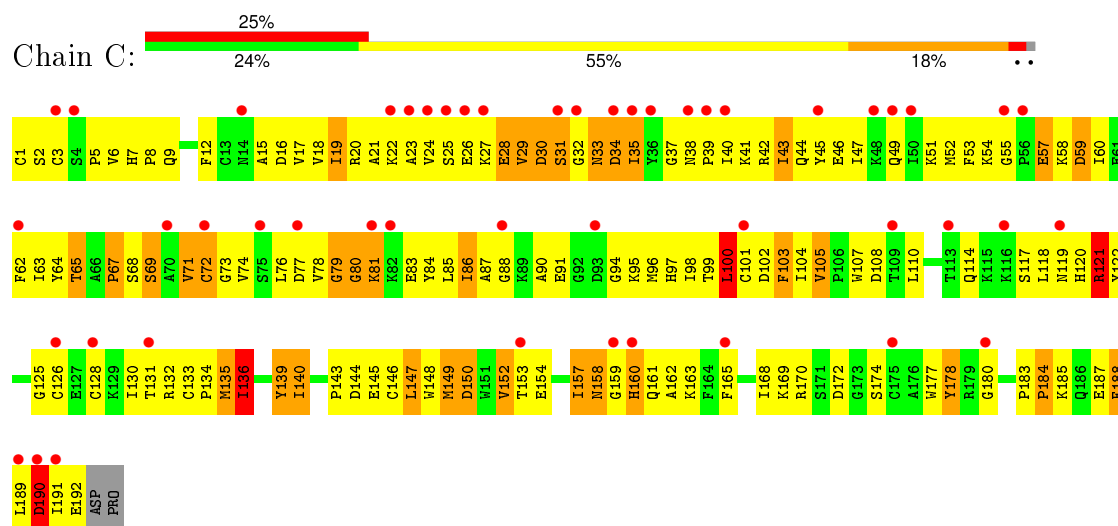 25%
Chain C:
24% 55% 18% ••
C1 S2 C3 S4 P5 V6 H7 P8 Q9 F12 C13 N14 A15 D16 V17 V18 I19 R20 A21 K22 A23 V24 S25 E26 K27 E28 V29 D30 S31 G32 N33 D34 I35 Y36 G37 N38 P39 I40 K41 R42 I43 Q44 Y45 E46 I47 K48 Q49 I50 K51 M52 F53 K54 G55 P56 E57 K58 D59 I60 E61
F62 I63 Y64 T65 A66 P67 S68 S69 A70 V71 C72 G73 V74 S75 L76 D77 V78 G79 G80 K81 K82 E83 Y84 L85 I86 A87 G88 K89 A90 E91 G92 D93 G94 K95 M96 H97 I98 T99 L100 C101 D102 F103 I104 V105 P106 W107 D108 T109 L110 T113 Q114 K115 K116 S117 L118 N119 H120 R121 Y122
G125 C126 E127 C128 K129 I130 T131 R132 C133 P134 M135 I136 Y139 I140 P143 D144 E145 C146 L147 W148 M149 D150 W151 V152 T153 E154 I157 N158 G159 H160 Q161 A162 K163 F164 F165 I168 K169 R170 S171 D172 G173 S174 C175 A176 W177 Y178 R179 G180 P183 P184 K185 Q186 E187 F188
L189 D190 I191 E192 ASP PRO